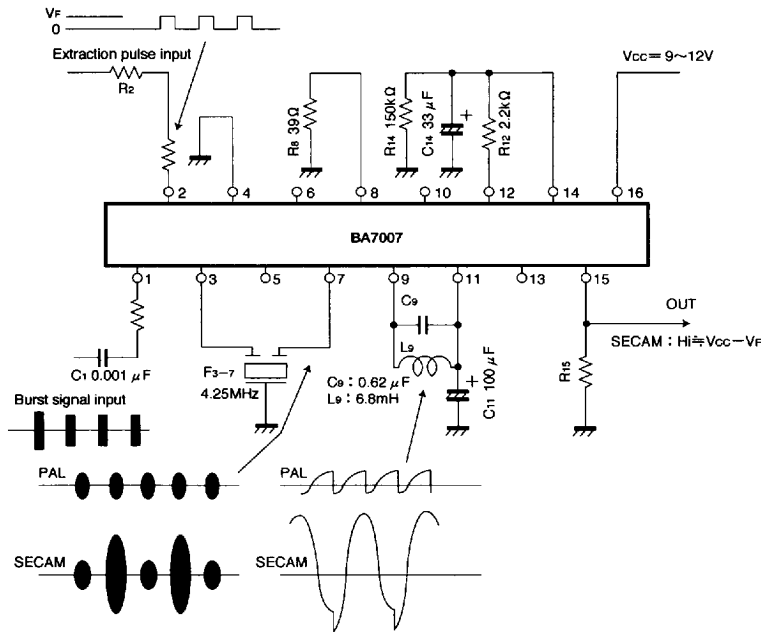 VF
0
Extraction pulse input
R2
R8 39Ω
R14 150kΩ
C14 33 μF
+
R12 2.2kΩ
VCC= 9~12V
2 4 6 8 10 12 14 16
BA7007
1 3 5 7 9 11 13 15
C1 0.001 μF
Burst signal input
F3-7
4.25MHz
C9
L9
C9 : 0.62 μF
L9 : 6.8mH
+
C11 100 μF
R15
OUT
SECAM : Hi≒VCC-VF
PAL
PAL
SECAM
SECAM